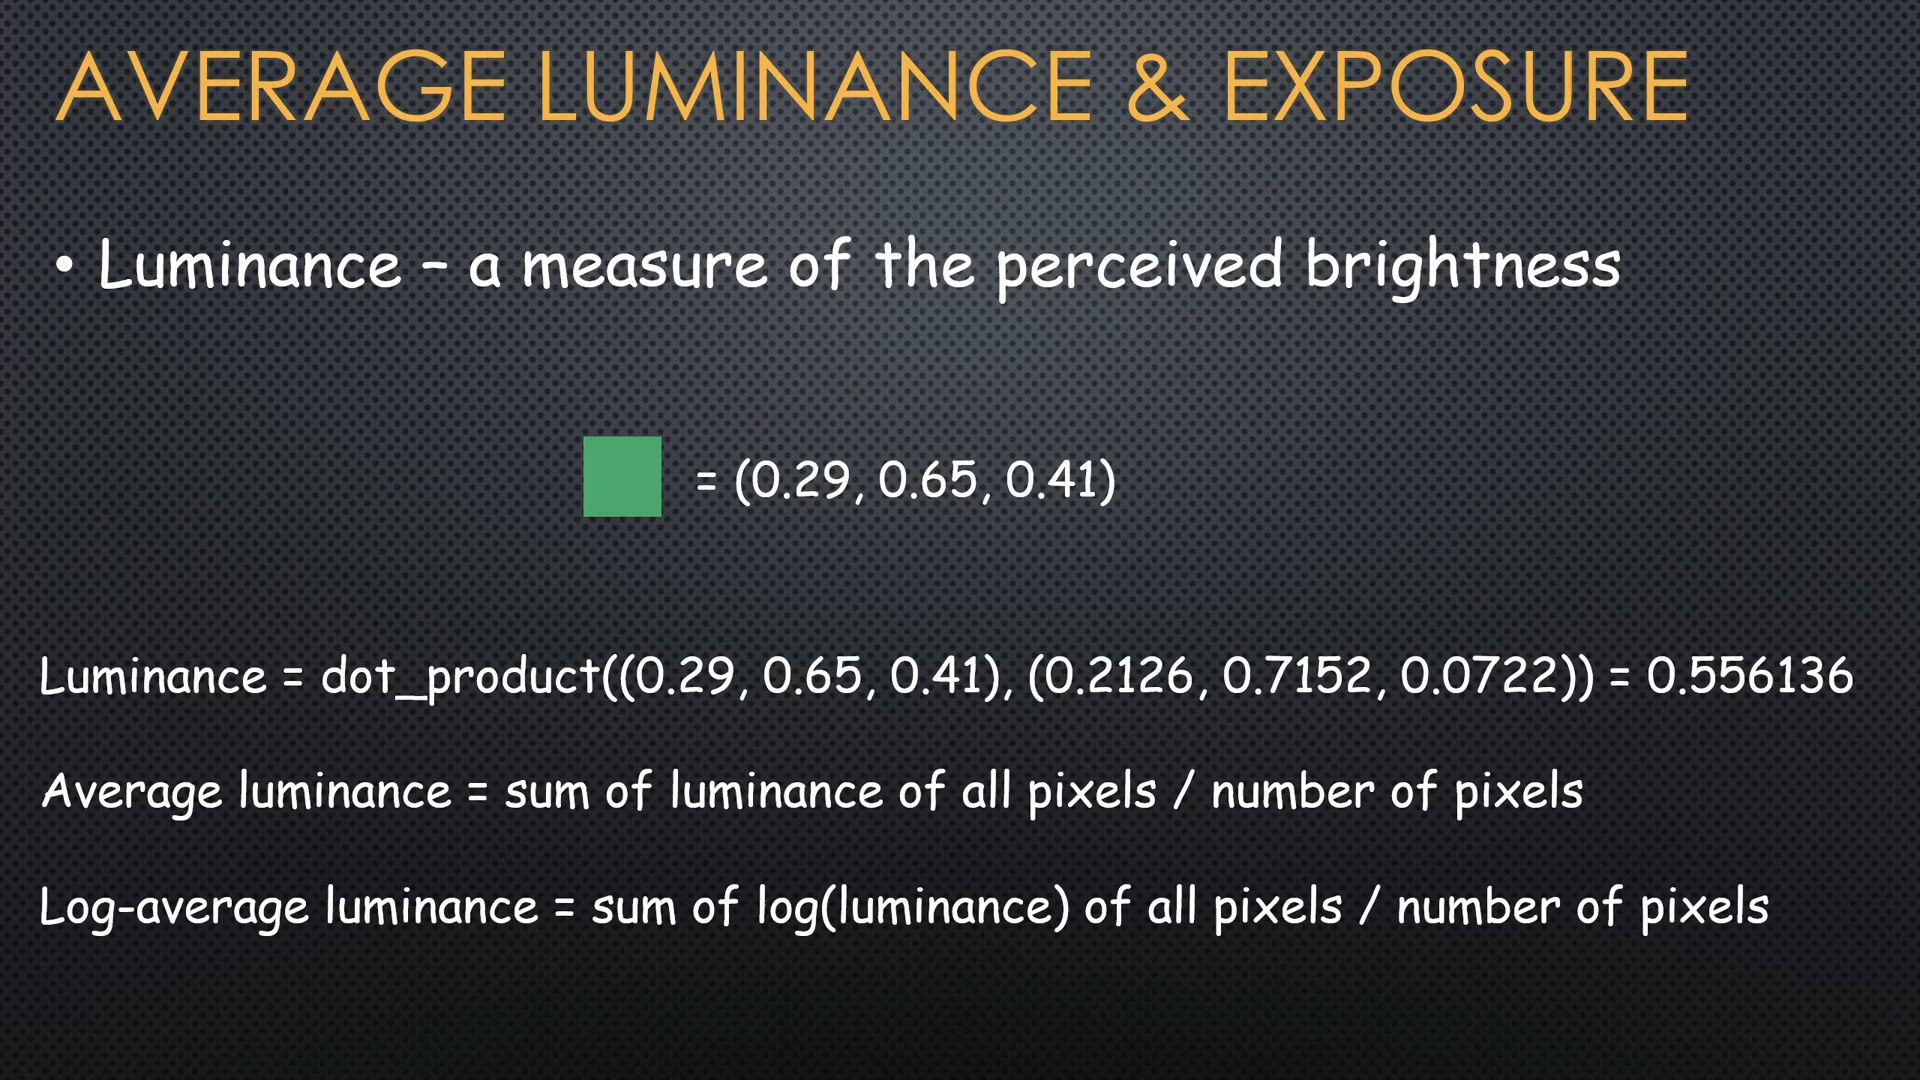 AVERAGE LUMINANCE & EXPOSURE
• Luminance – a measure of the perceived brightness
= (0.29, 0.65, 0.41)
Luminance = dot_product((0.29, 0.65, 0.41), (0.2126, 0.7152, 0.0722)) = 0.556136
Average luminance = sum of luminance of all pixels / number of pixels
Log-average luminance = sum of log(luminance) of all pixels / number of pixels